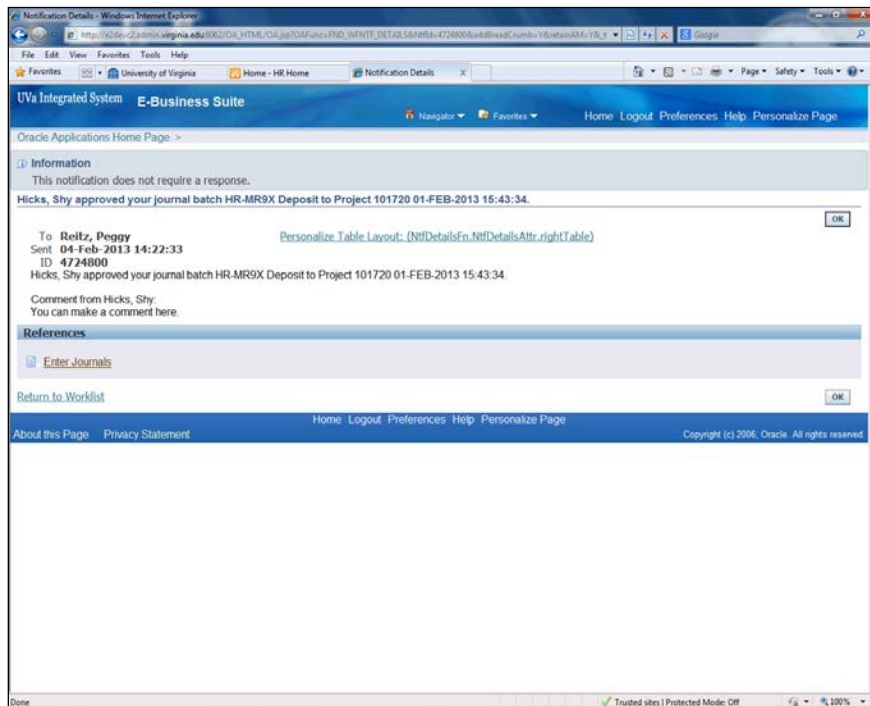 Notification Details - Windows Internet Explorer
Google
File Edit View Favorites Tools Help
Favorites University of Virginia Home - HR Home Notification Details X Page Safety Tools
UVa Integrated System E-Business Suite
Navigator Favorites Home Logout Preferences Help Personalize Page
Oracle Applications Home Page >
Information
This notification does not require a response.
Hicks, Shy approved your journal batch HR-MR9X Deposit to Project 101720 01-FEB-2013 15:43:34.
OK
To Reitz, Peggy Personalize Table Layout: (NtfDetailsFn.NtfDetailsAttr.rightTable)
Sent 04-Feb-2013 14:22:33
ID 4724800
Hicks, Shy approved your journal batch HR-MR9X Deposit to Project 101720 01-FEB-2013 15:43:34.
Comment from Hicks, Shy:
You can make a comment here.
References
Enter Journals
Return to Worklist OK
Home Logout Preferences Help Personalize Page
About this Page Privacy Statement Copyright (c) 2006, Oracle. All rights reserved.
Done Trusted sites | Protected Mode: Off 100%